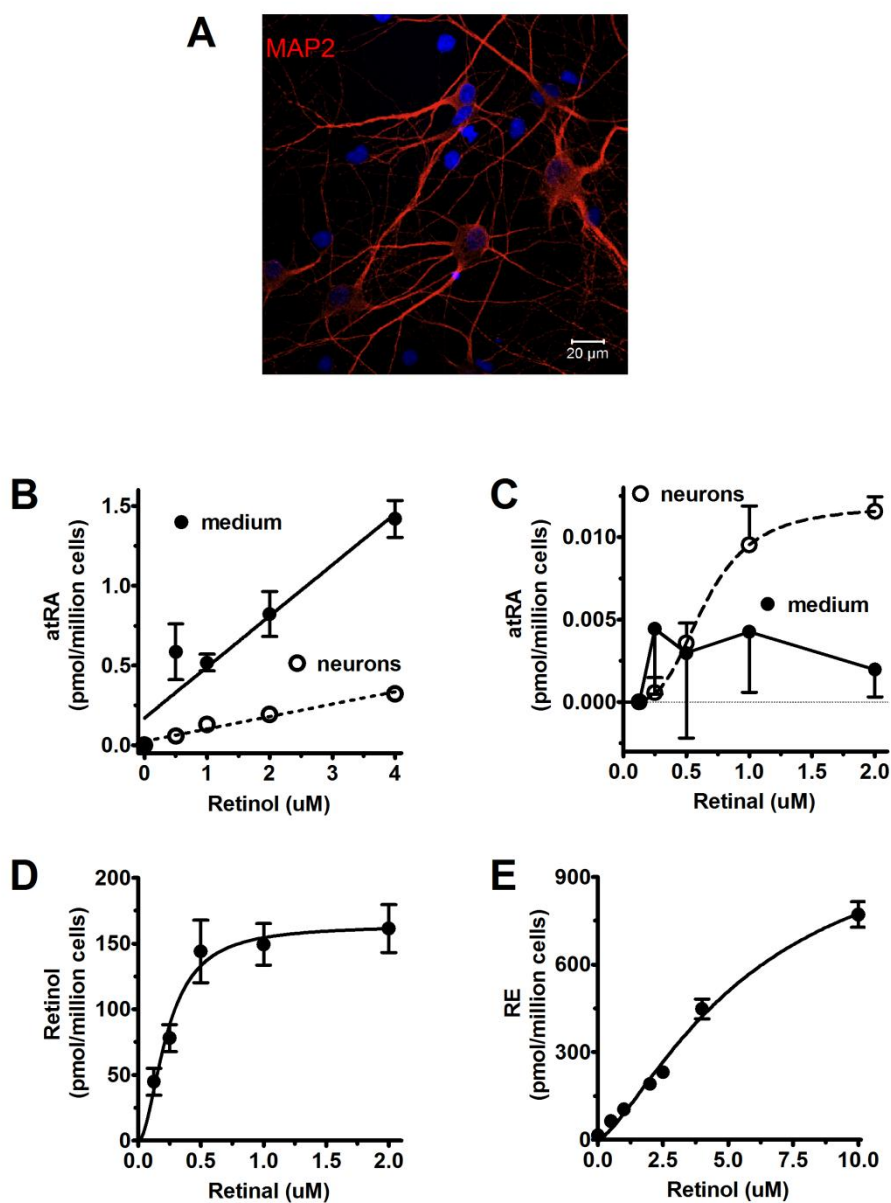 A
MAP2
20 µm
B
atRA
(pmol/million cells)
1.5
1.0
0.5
0.0
medium
neurons
0
1
2
3
4
Retinol (uM)
C
atRA
(pmol/million cells)
neurons
0.010
0.005
0.000
medium
0.0
0.5
1.0
1.5
2.0
Retinal (uM)
D
Retinol
(pmol/million cells)
200
150
100
50
0
0.0
0.5
1.0
1.5
2.0
Retinal (uM)
E
RE
(pmol/million cells)
900
600
300
0
0.0
2.5
5.0
7.5
10.0
Retinol (uM)